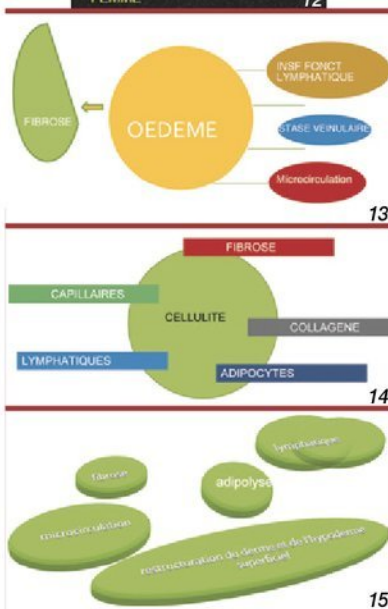 FEMME
12
INSF FONCT
LYMPHATIQUE
FIBROSE
OEDEME
STASE VEINULAIRE
Microcirculation
13
FIBROSE
CAPILLAIRES
CELLULITE
COLLAGENE
LYMPHATIQUES
ADIPOCYTES
14
lymphatique
fibrose
adipolyse
microcirculation
restructuration du derme et de l'hypoderme
superficiel
15